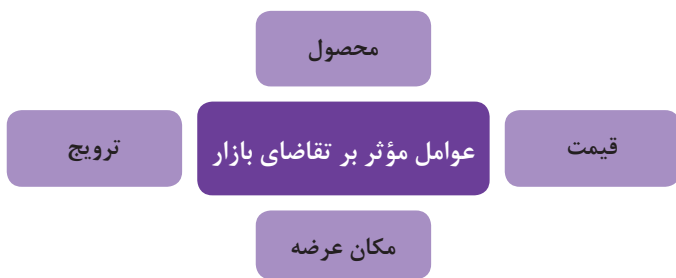 محصول
قیمت
عوامل مؤثر بر تقاضای بازار
ترویج
مکان عرضه